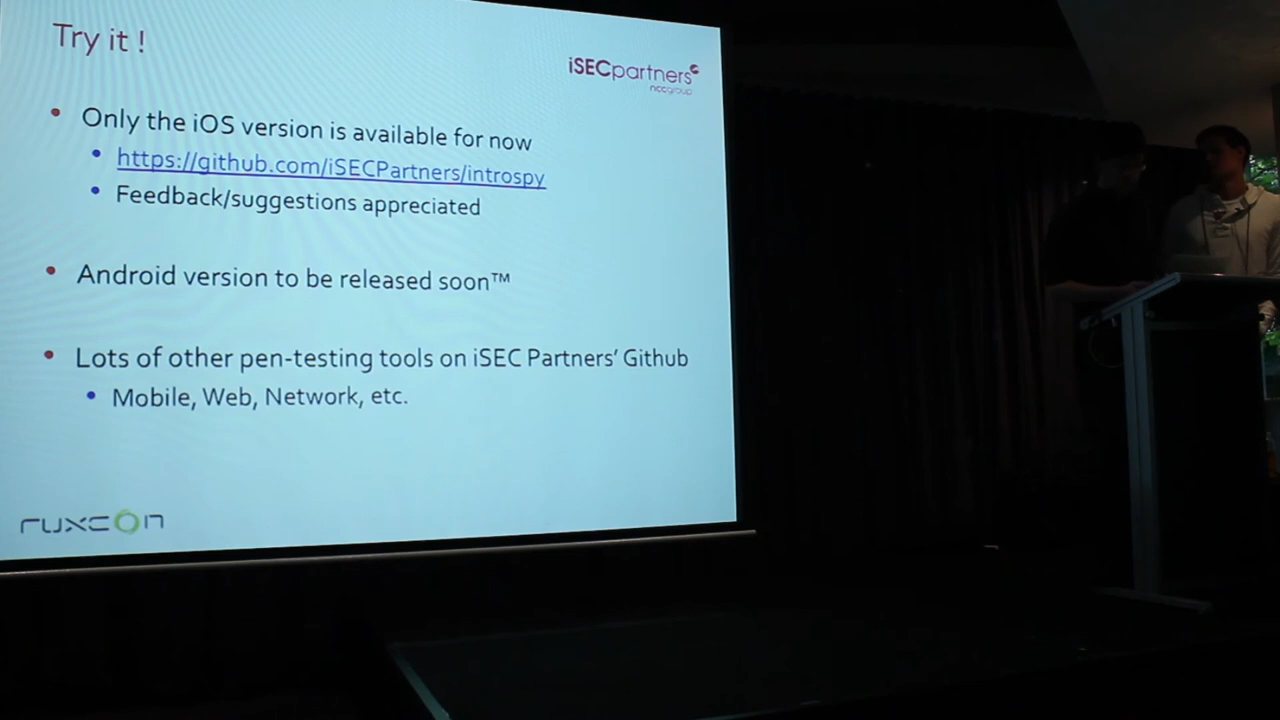 Try it !
iSECpartners
nccgroup
Only the iOS version is available for now
https://github.com/iSECPartners/introspy
Feedback/suggestions appreciated
Android version to be released soon™
Lots of other pen-testing tools on iSEC Partners’ Github
Mobile, Web, Network, etc.
ruxcon